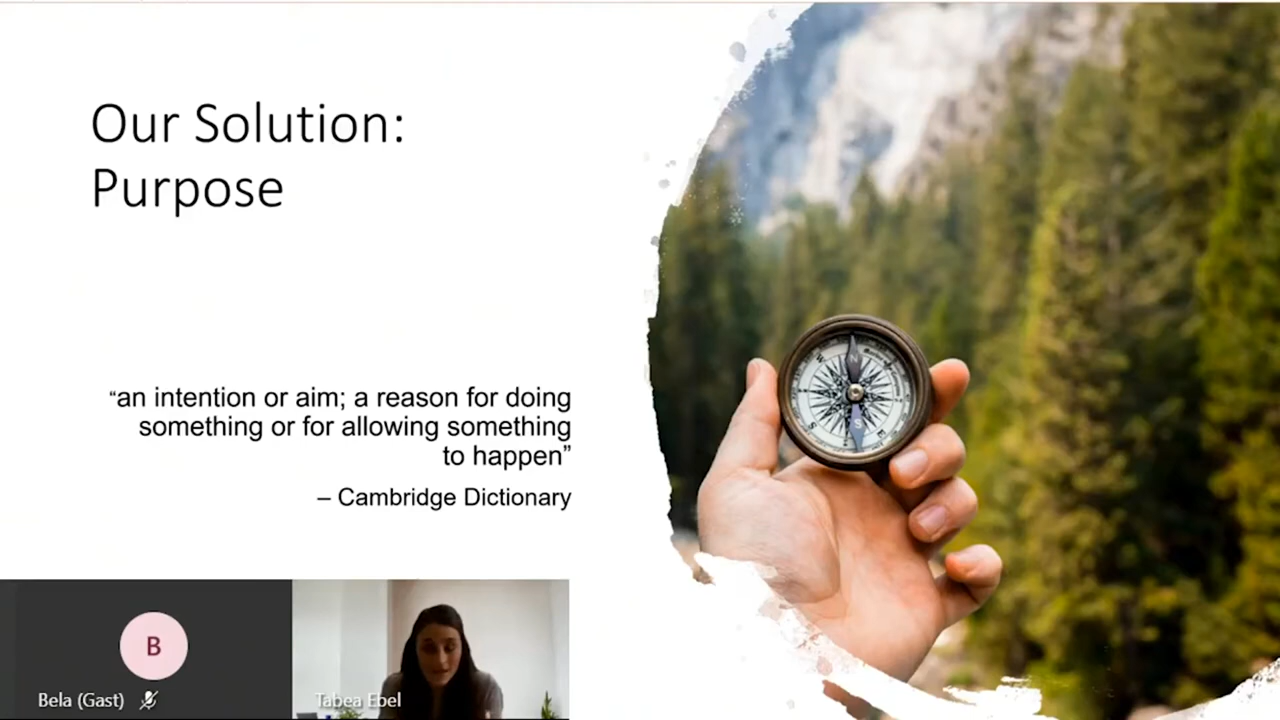 Our Solution:
Purpose
“an intention or aim; a reason for doing
something or for allowing something
to happen”
– Cambridge Dictionary
N
W
S
E
B
Bela (Gast)
Tabea Ebel